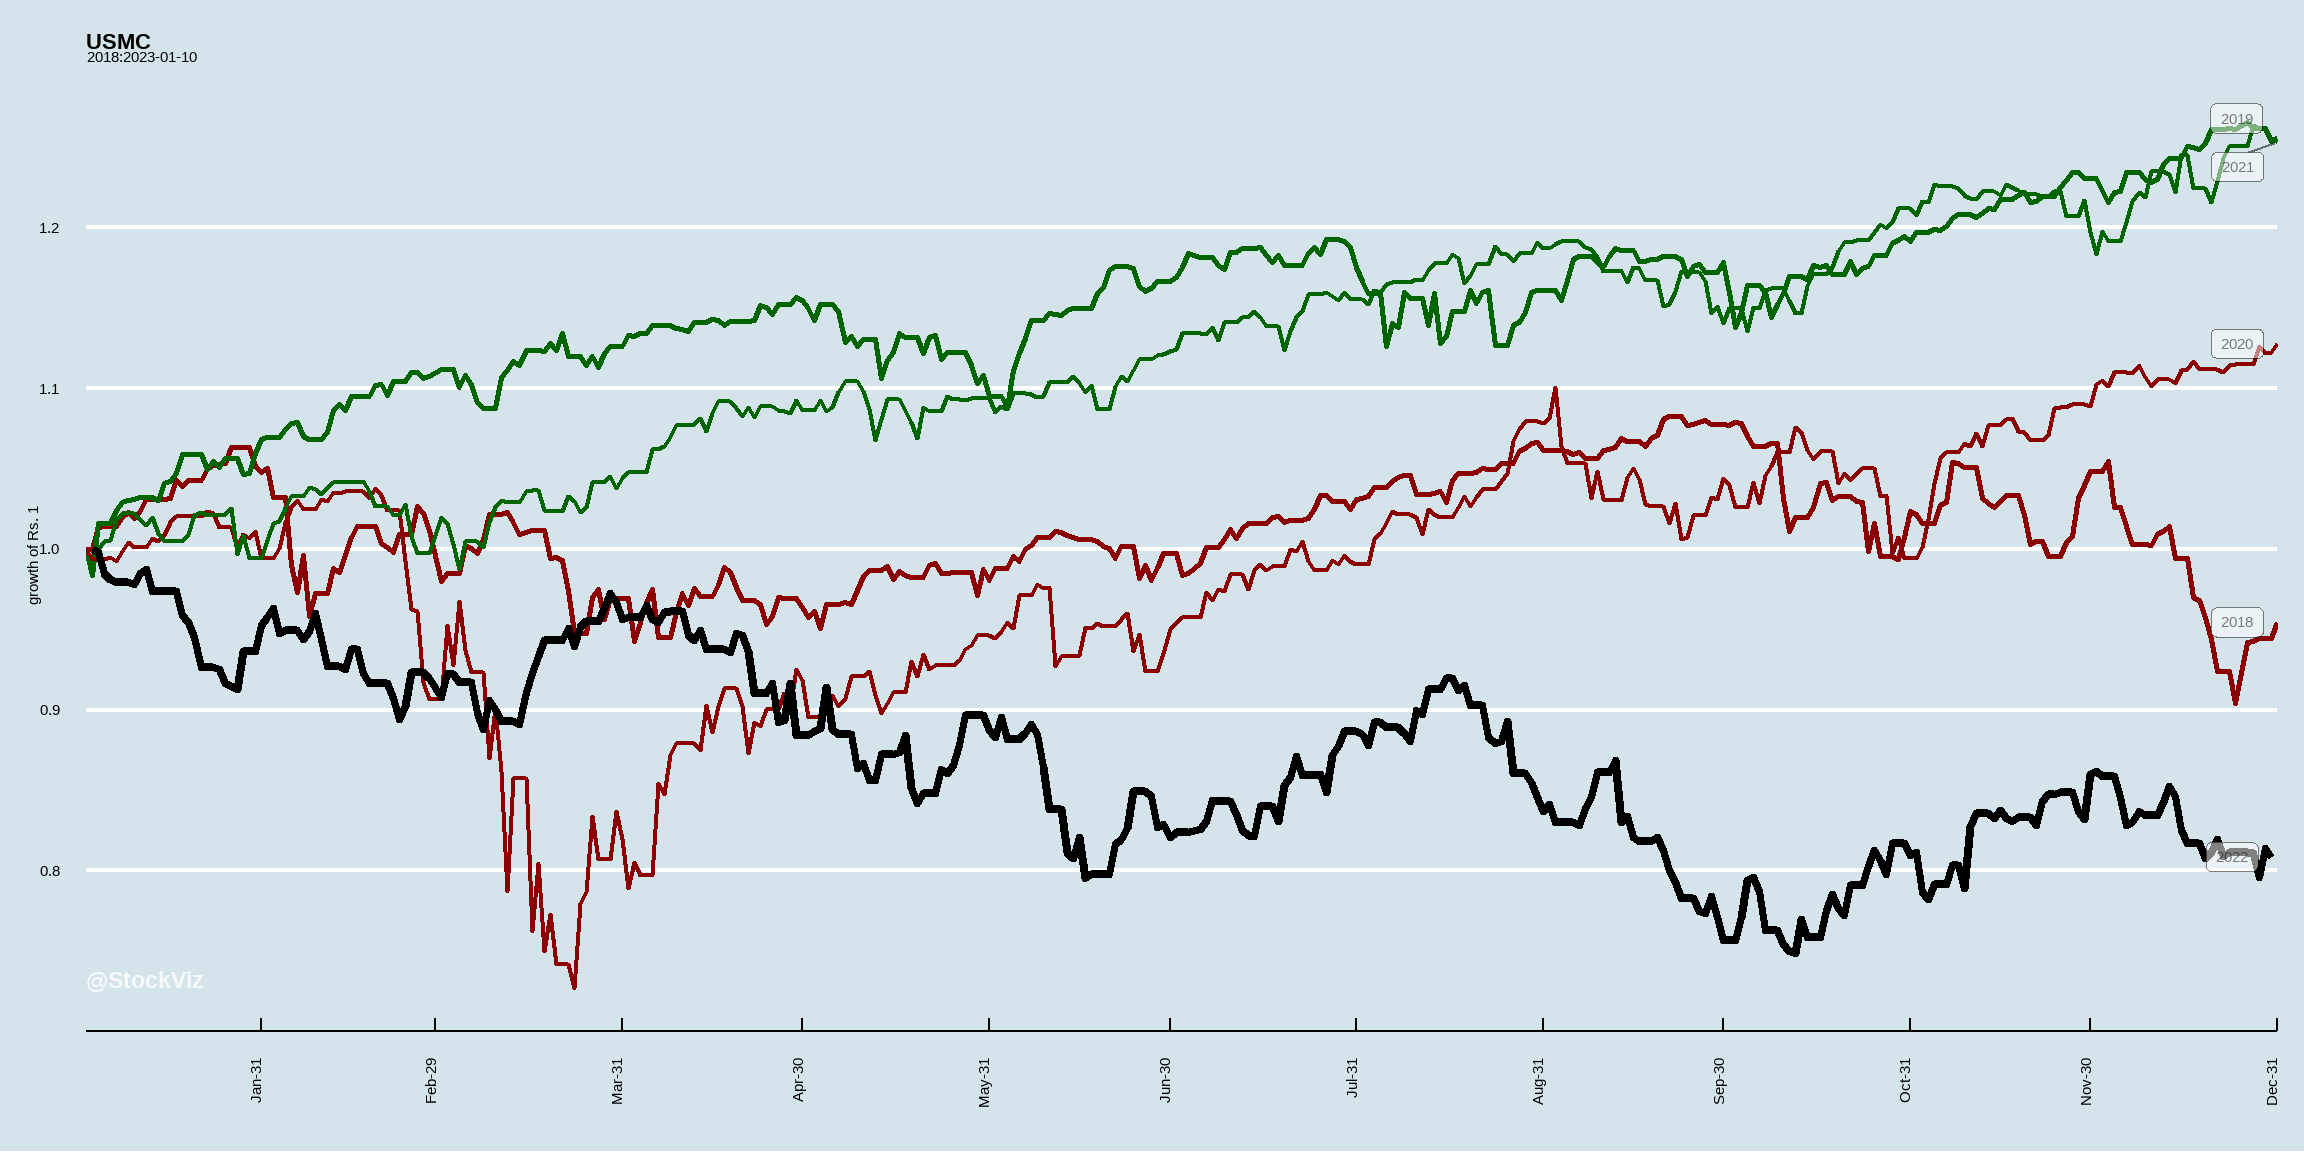 USMC
2018:2023-01-10
2019
2021
1.2
2020
1.1
1.0
growth of Rs. 1
2018
0.9
2022
0.8
@StockViz
Jan-31
Feb-29
Mar-31
Apr-30
May-31
Jun-30
Jul-31
Aug-31
Sep-30
Oct-31
Nov-30
Dec-31